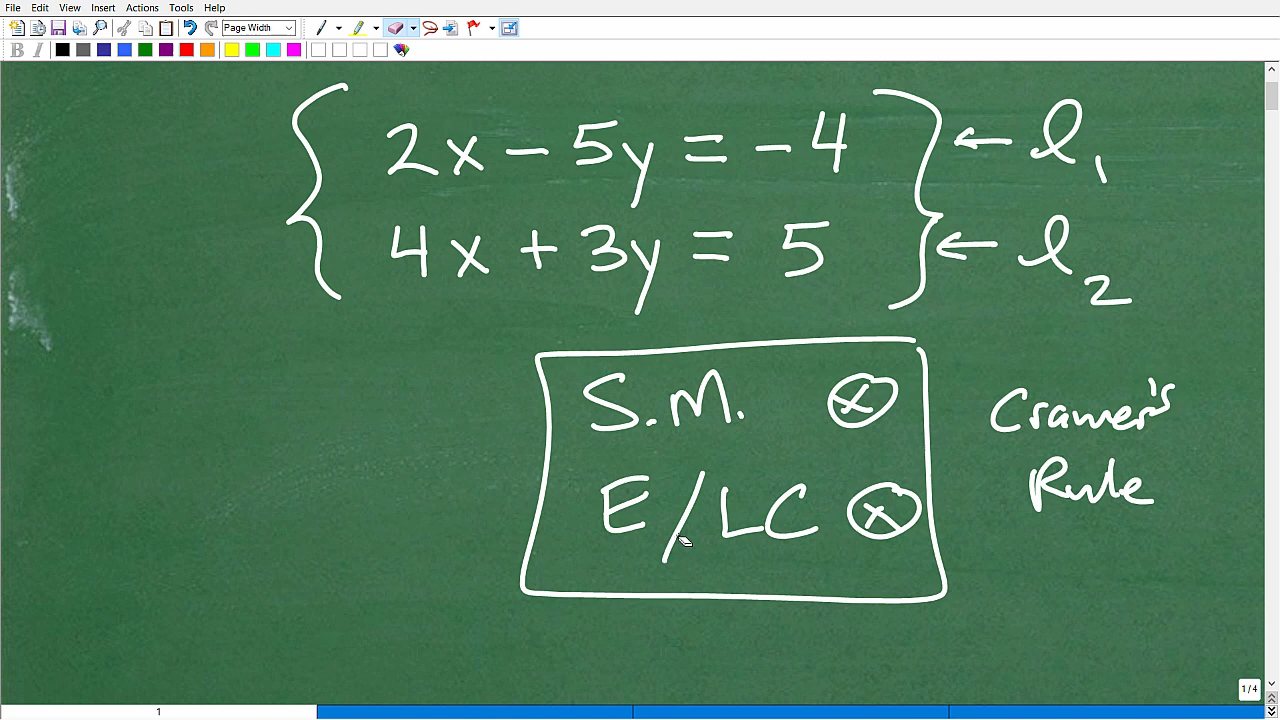 File Edit View Insert Actions Tools Help
Page Width
B I
2x - 5y = -4 ← l1
4x + 3y = 5 ← l2
S.M. ⊗
E/LC ⊗
Cramer's
Rule
1/4
1